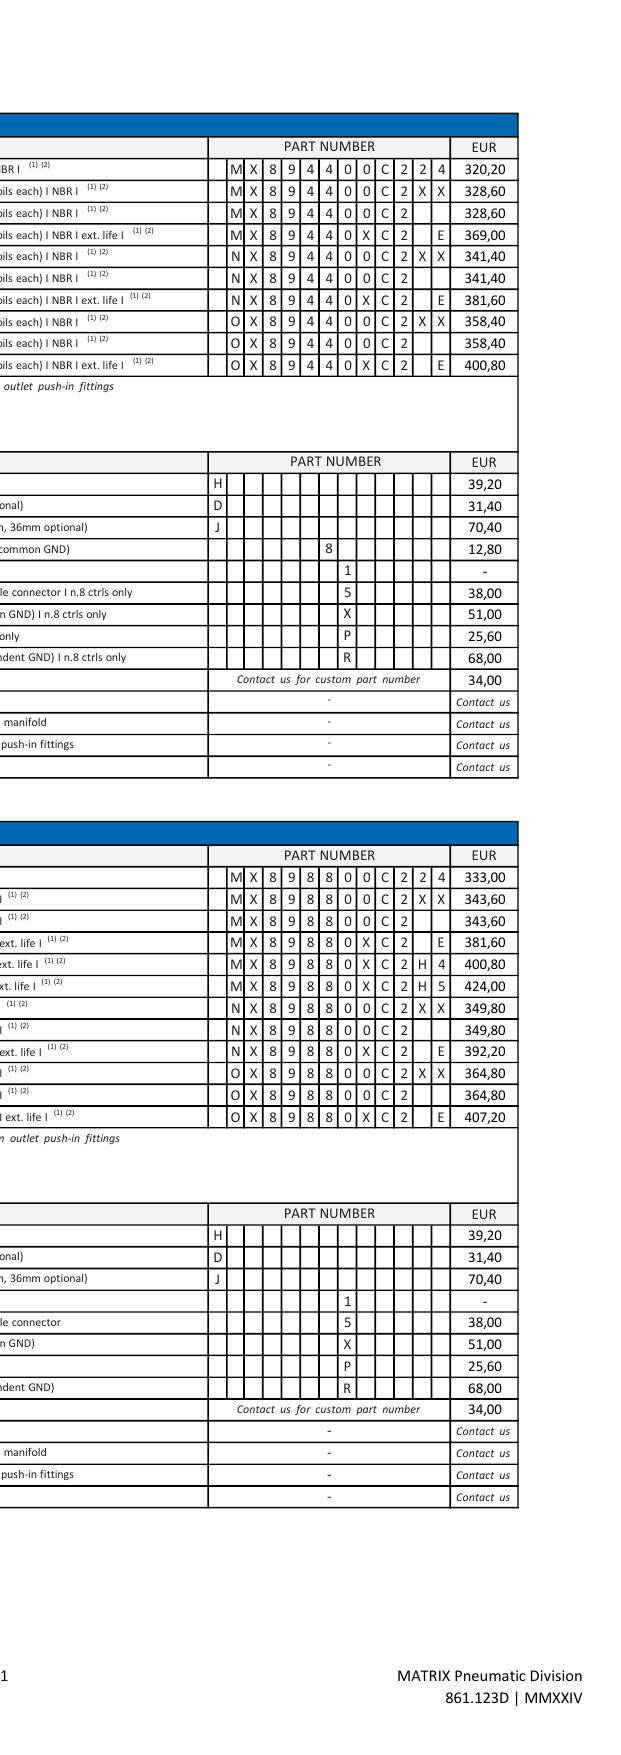 PART NUMBER EUR
NBR I (1) (2) M X 8 9 4 4 0 0 C 2 2 4 320,20
oils each) I NBR I (1) (2) M X 8 9 4 4 0 0 C 2 X X 328,60
oils each) I NBR I M X 8 9 4 4 0 0 C 2 328,60
oils each) I NBR I ext. life I (1) (2) M X 8 9 4 4 0 X C 2 E 369,00
oils each) I NBR I (1) (2) N X 8 9 4 4 0 0 C 2 X X 341,40
oils each) I NBR I N X 8 9 4 4 0 0 C 2 341,40
oils each) I NBR I ext. life I (1) (2) N X 8 9 4 4 0 X C 2 E 381,60
oils each) I NBR I (1) (2) O X 8 9 4 4 0 0 C 2 X X 358,40
oils each) I NBR I O X 8 9 4 4 0 0 C 2 358,40
oils each) I NBR I ext. life I (1) (2) O X 8 9 4 4 0 X C 2 E 400,80
outlet push-in fittings
PART NUMBER EUR
H 39,20
onal) D 31,40
n, 36mm optional) J 70,40
common GND) 8 12,80
1 -
le connector I n.8 ctrls only 5 38,00
n GND) I n.8 ctrls only X 51,00
only P 25,60
ndent GND) I n.8 ctrls only R 68,00
Contact us for custom part number 34,00
- Contact us
manifold - Contact us
push-in fittings - Contact us
- Contact us
PART NUMBER EUR
M X 8 9 8 8 0 0 C 2 2 4 333,00
I (1) (2) M X 8 9 8 8 0 0 C 2 X X 343,60
I (1) (2) M X 8 9 8 8 0 0 C 2 343,60
ext. life I (1) (2) M X 8 9 8 8 0 X C 2 E 381,60
ext. life I (1) (2) M X 8 9 8 8 0 X C 2 H 4 400,80
ext. life I (1) (2) M X 8 9 8 8 0 X C 2 H 5 424,00
(1) (2) N X 8 9 8 8 0 0 C 2 X X 349,80
I (1) (2) N X 8 9 8 8 0 0 C 2 349,80
ext. life I (1) (2) N X 8 9 8 8 0 X C 2 E 392,20
I (1) (2) O X 8 9 8 8 0 0 C 2 X X 364,80
I (1) (2) O X 8 9 8 8 0 0 C 2 364,80
I ext. life I (1) (2) O X 8 9 8 8 0 X C 2 E 407,20
n outlet push-in fittings
PART NUMBER EUR
H 39,20
onal) D 31,40
n, 36mm optional) J 70,40
1 -
le connector 5 38,00
n GND) X 51,00
P 25,60
ndent GND) R 68,00
Contact us for custom part number 34,00
- Contact us
manifold - Contact us
push-in fittings - Contact us
- Contact us
1 MATRIX Pneumatic Division
861.123D | MMXXIV